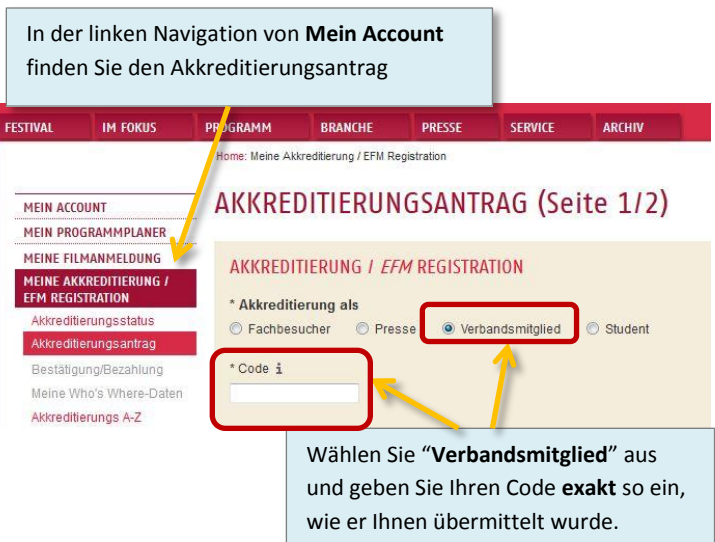 In der linken Navigation von Mein Account
finden Sie den Akkreditierungsantrag
FESTIVAL IM FOKUS PROGRAMM BRANCHE PRESSE SERVICE ARCHIV
Home: Meine Akkreditierung / EFM Registration
MEIN ACCOUNT
MEIN PROGRAMMPLANER
MEINE FILMANMELDUNG
MEINE AKKREDITIERUNG /
EFM REGISTRATION
Akkreditierungsstatus
Akkreditierungsantrag
Bestätigung/Bezahlung
Meine Who's Where-Daten
Akkreditierungs A-Z
AKKREDITIERUNGSANTRAG (Seite 1/2)
AKKREDITIERUNG / EFM REGISTRATION
* Akkreditierung als
Fachbesucher Presse Verbandsmitglied Student
* Code i
Wählen Sie “Verbandsmitglied” aus
und geben Sie Ihren Code exakt so ein,
wie er Ihnen übermittelt wurde.